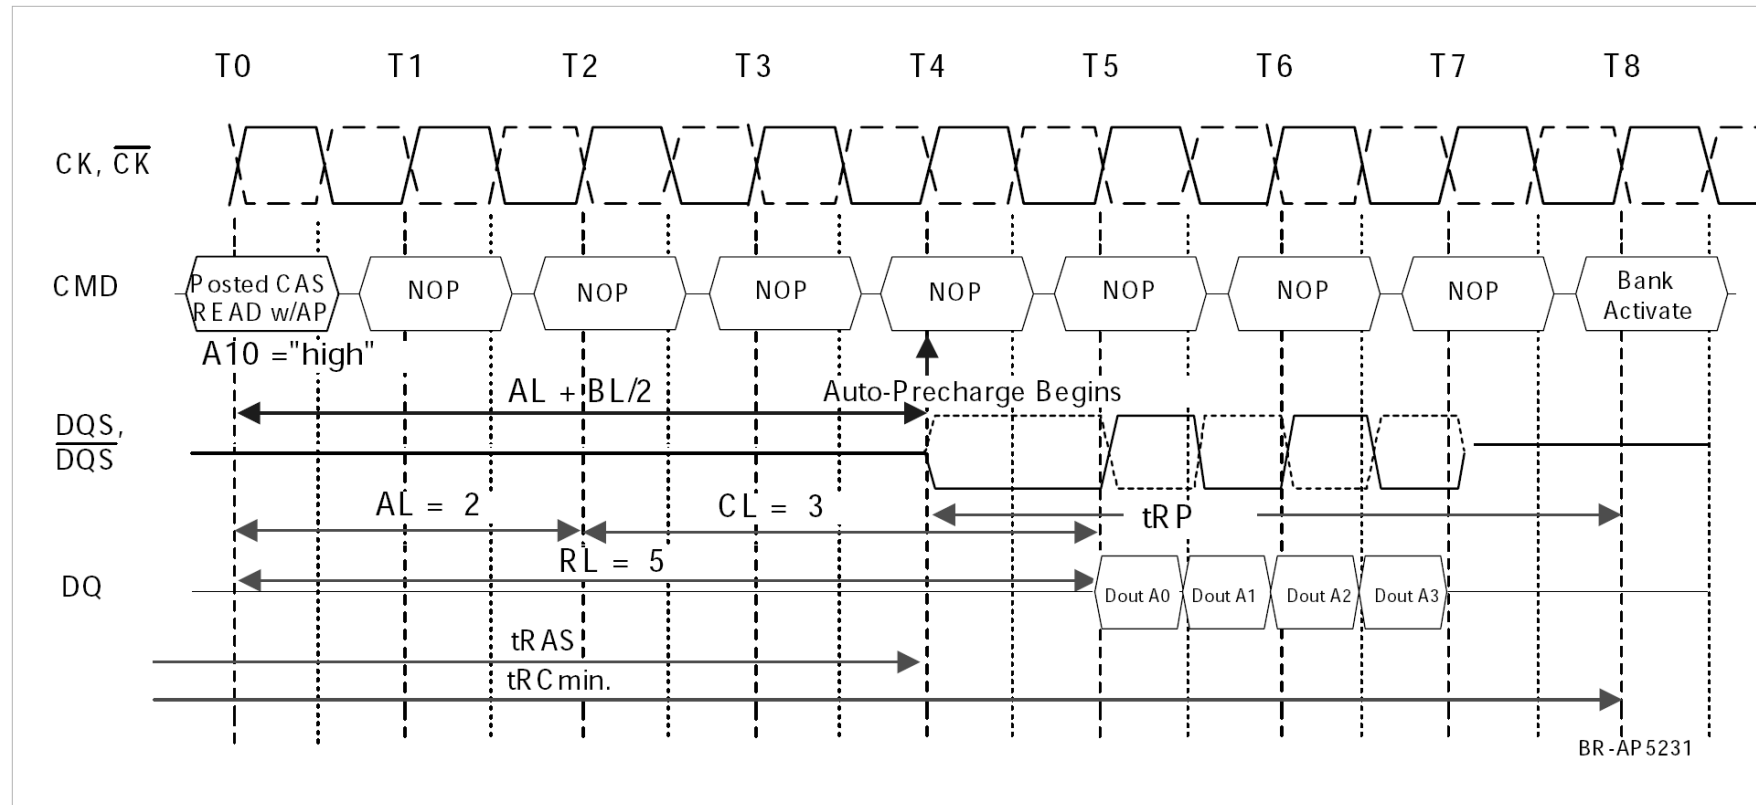 T0 T1 T2 T3 T4 T5 T6 T7 T8
CK, CK
CMD
Posted CAS
READ w/AP
NOP NOP NOP NOP NOP NOP NOP
Bank
Activate
A10 ="high"
AL + BL/2
Auto-Precharge Begins
DQS,
DQS
AL = 2
CL = 3
tRP
RL = 5
DQ
Dout A0 Dout A1 Dout A2 Dout A3
tRAS
tRCmin.
BR-AP5231